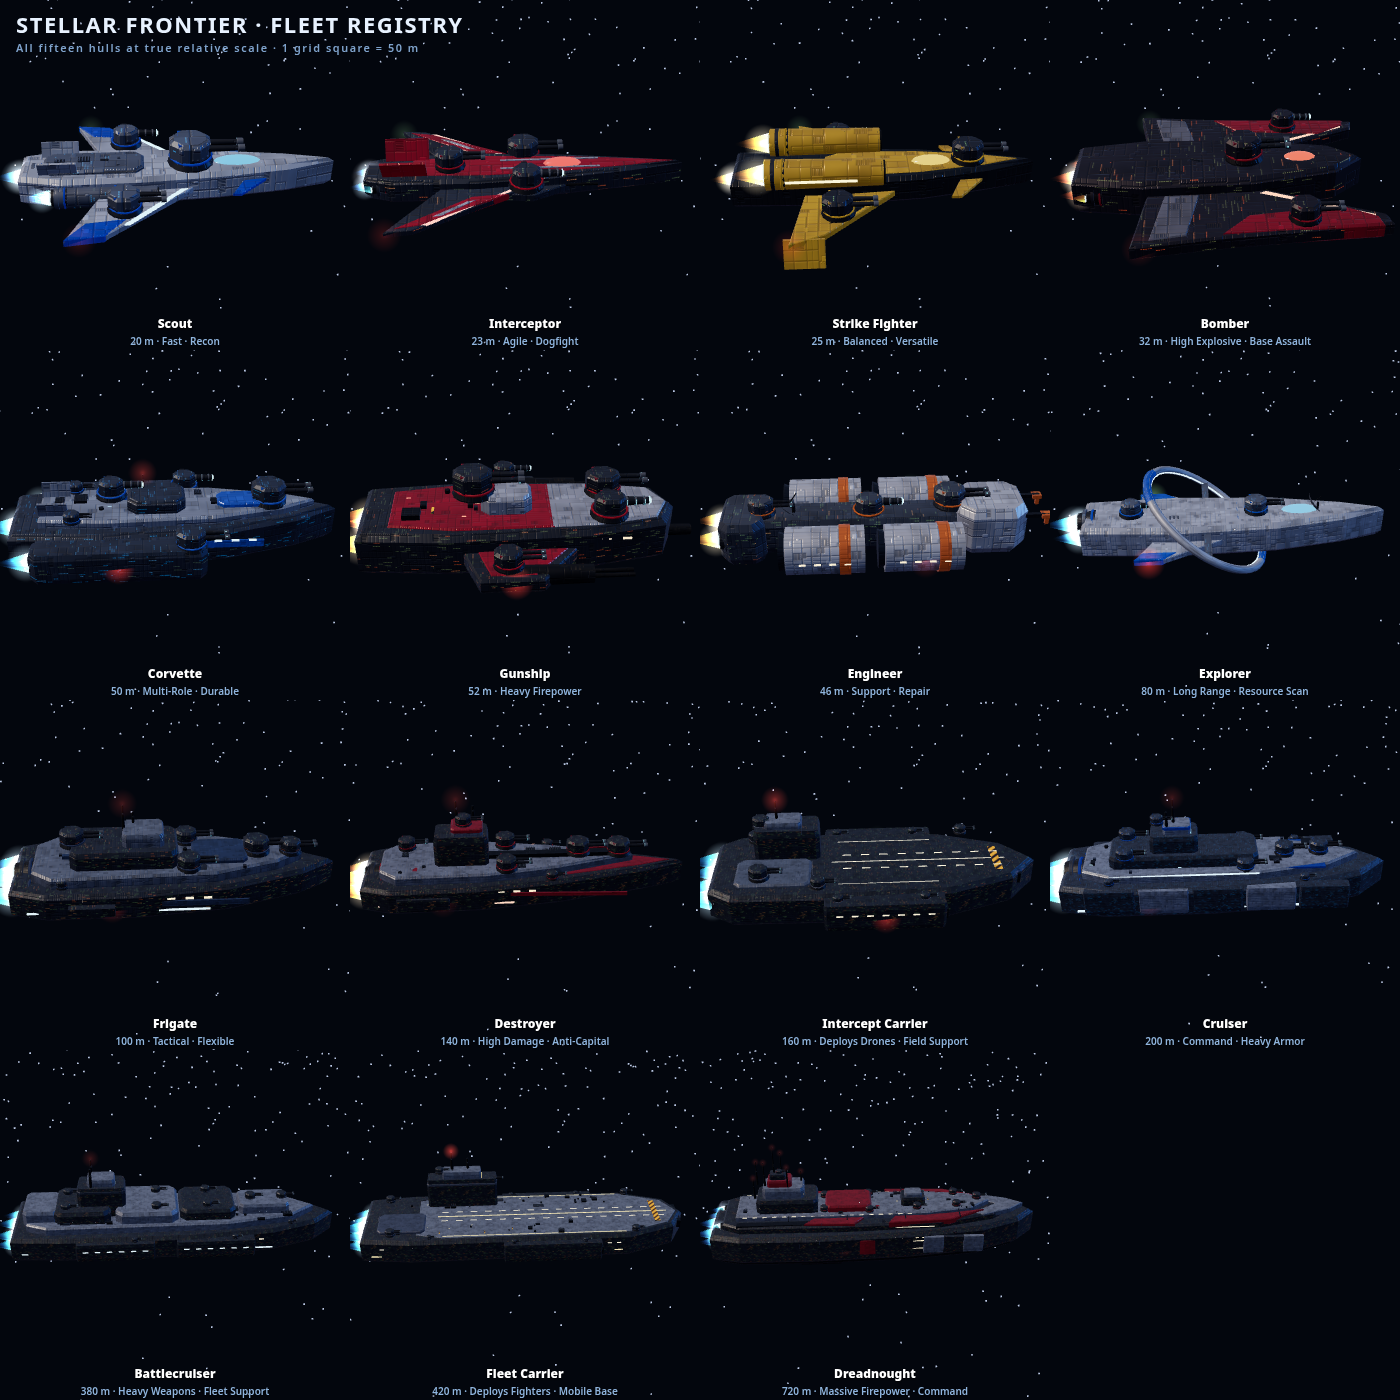 STELLAR FRONTIER · FLEET REGISTRY
All fifteen hulls at true relative scale · 1 grid square = 50 m
Scout
20 m · Fast · Recon
Interceptor
23 m · Agile · Dogfight
Strike Fighter
25 m · Balanced · Versatile
Bomber
32 m · High Explosive · Base Assault
Corvette
50 m · Multi-Role · Durable
Gunship
52 m · Heavy Firepower
Engineer
46 m · Support · Repair
Explorer
80 m · Long Range · Resource Scan
Frigate
100 m · Tactical · Flexible
Destroyer
140 m · High Damage · Anti-Capital
Intercept Carrier
160 m · Deploys Drones · Field Support
Cruiser
200 m · Command · Heavy Armor
Battlecruiser
380 m · Heavy Weapons · Fleet Support
Fleet Carrier
420 m · Deploys Fighters · Mobile Base
Dreadnought
720 m · Massive Firepower · Command